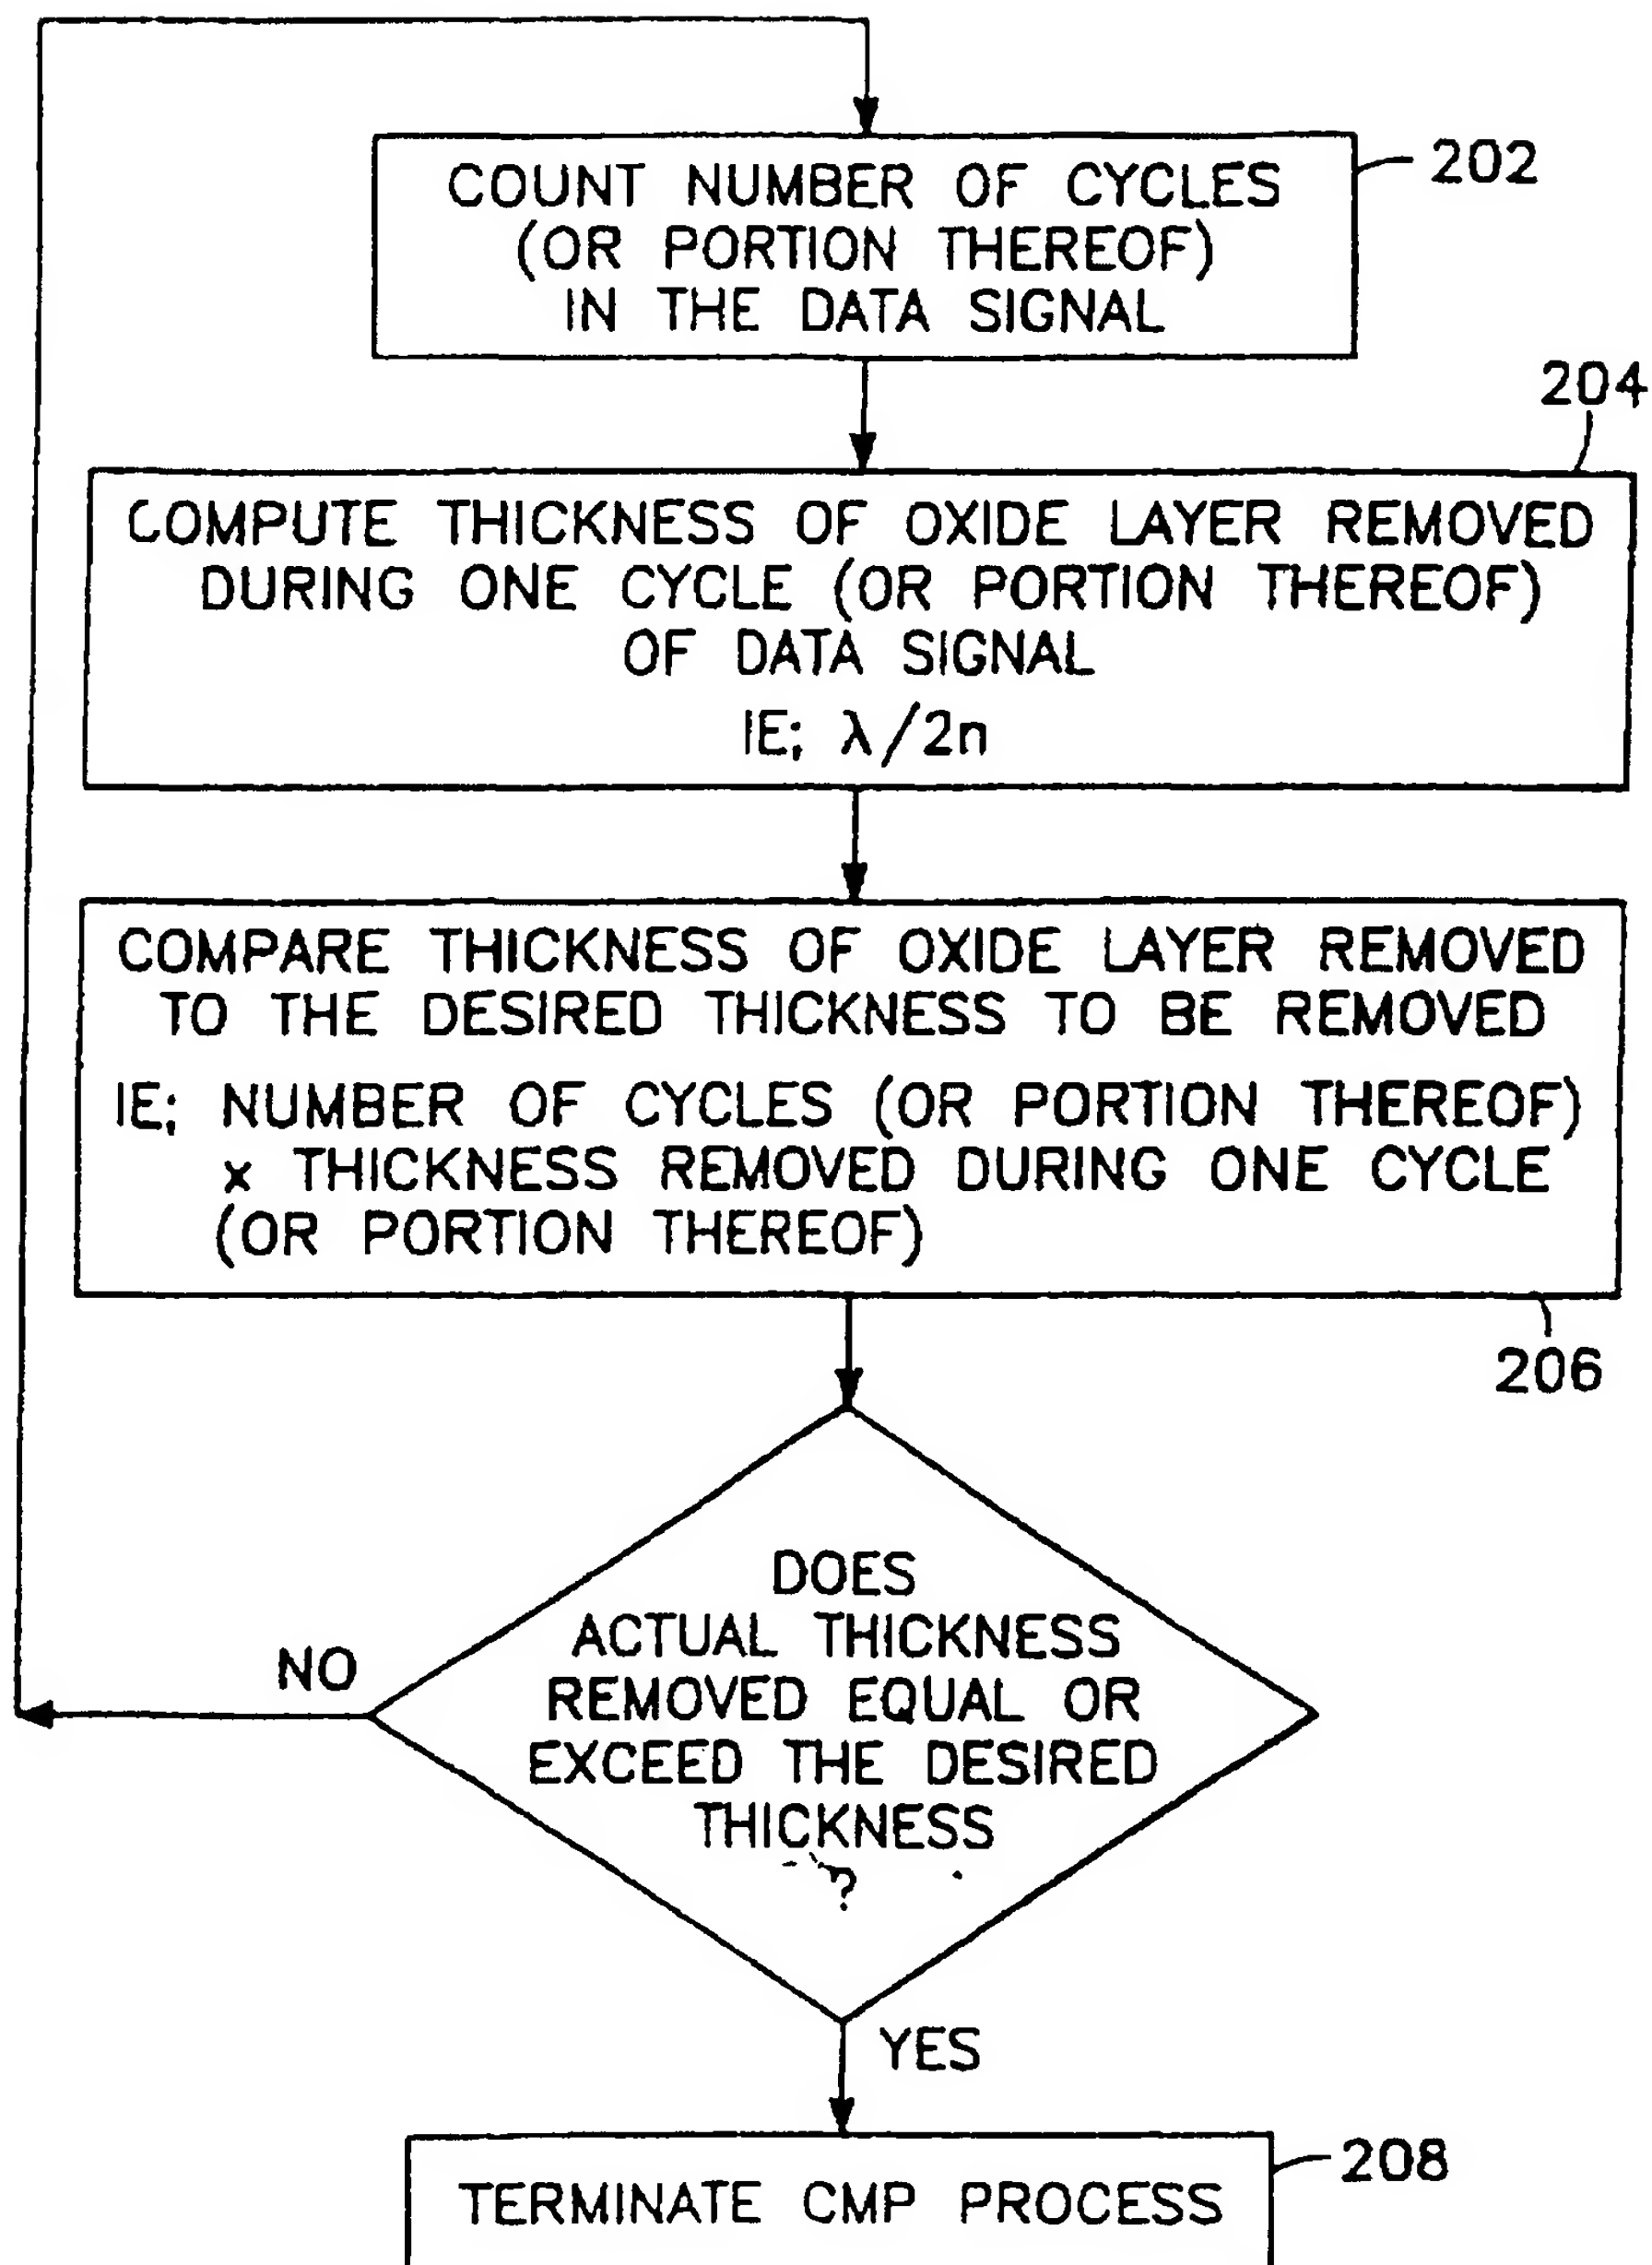 COUNT NUMBER OF CYCLES
(OR PORTION THEREOF)
IN THE DATA SIGNAL
202
204
COMPUTE THICKNESS OF OXIDE LAYER REMOVED
DURING ONE CYCLE (OR PORTION THEREOF)
OF DATA SIGNAL
IE; λ/2n
COMPARE THICKNESS OF OXIDE LAYER REMOVED
TO THE DESIRED THICKNESS TO BE REMOVED
IE; NUMBER OF CYCLES (OR PORTION THEREOF)
x THICKNESS REMOVED DURING ONE CYCLE
(OR PORTION THEREOF)
206
DOES
ACTUAL THICKNESS
REMOVED EQUAL OR
EXCEED THE DESIRED
THICKNESS
?
NO
YES
208
TERMINATE CMP PROCESS